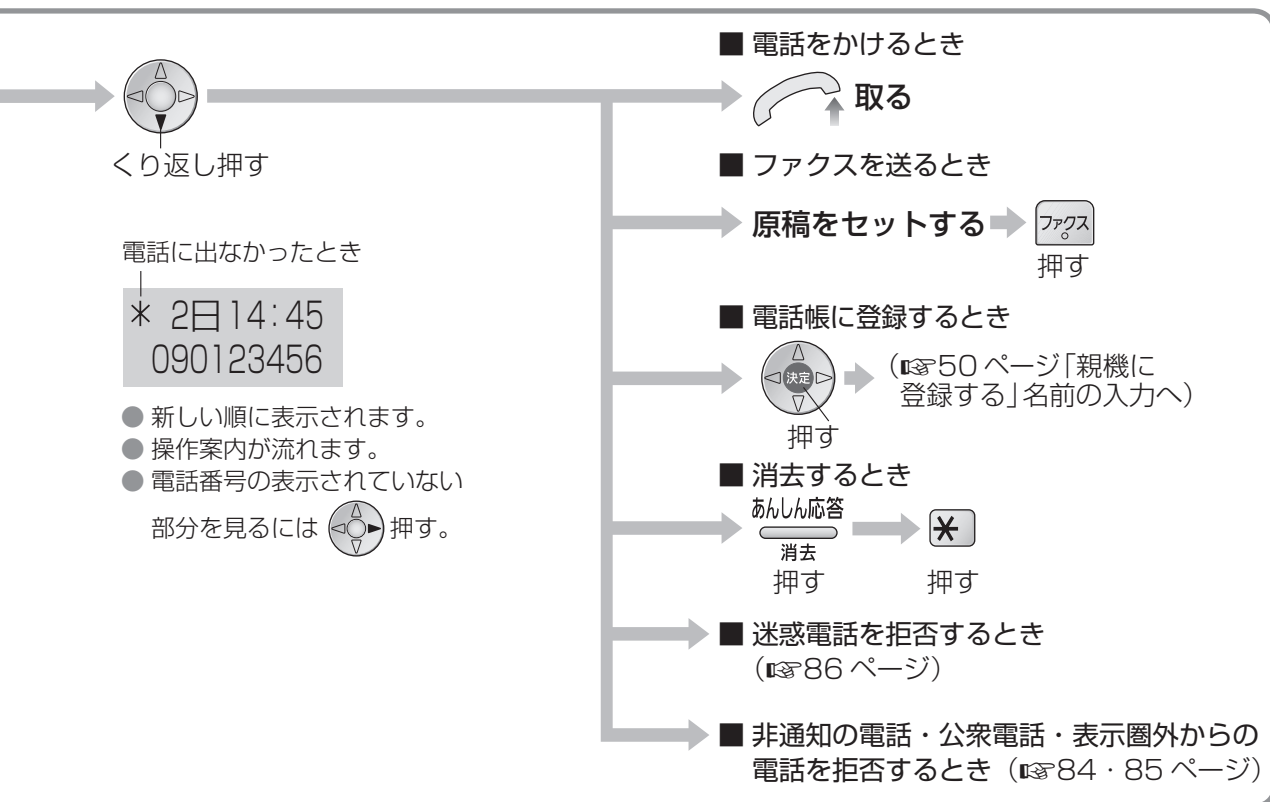 くり返し押す
電話に出なかったとき
* 2日14:45
090123456
● 新しい順に表示されます。
● 操作案内が流れます。
● 電話番号の表示されていない
部分を見るには 押す。
■ 電話をかけるとき
取る
■ ファクスを送るとき
原稿をセットする ファクス
押す
■ 電話帳に登録するとき
決定 (☞50 ページ「親機に
登録する」名前の入力へ)
押す
■ 消去するとき
あんしん応答
消去
押す 押す
■ 迷惑電話を拒否するとき
(☞86 ページ)
■ 非通知の電話・公衆電話・表示圏外からの
電話を拒否するとき (☞84・85 ページ)